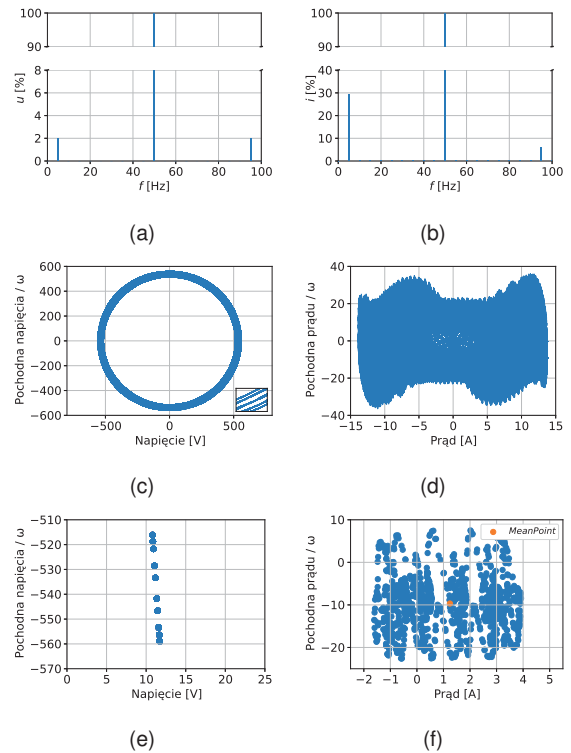 100
90
8
6
4
2
0
u [%]
0 20 40 60 80 100
f [Hz]
(a)
100
90
40
30
20
10
0
i [%]
0 20 40 60 80 100
f [Hz]
(b)
600
400
200
0
−200
−400
−600
Pochodna napięcia / ω
−500 0 500
Napięcie [V]
(c)
40
20
0
−20
−40
Pochodna prądu / ω
−15 −10 −5 0 5 10 15
Prąd [A]
(d)
−510
−520
−530
−540
−550
−560
−570
Pochodna napięcia / ω
0 5 10 15 20 25
Napięcie [V]
(e)
10
0
−10
−20
Pochodna prądu / ω
MeanPoint
−2 −1 0 1 2 3 4 5
Prąd [A]
(f)